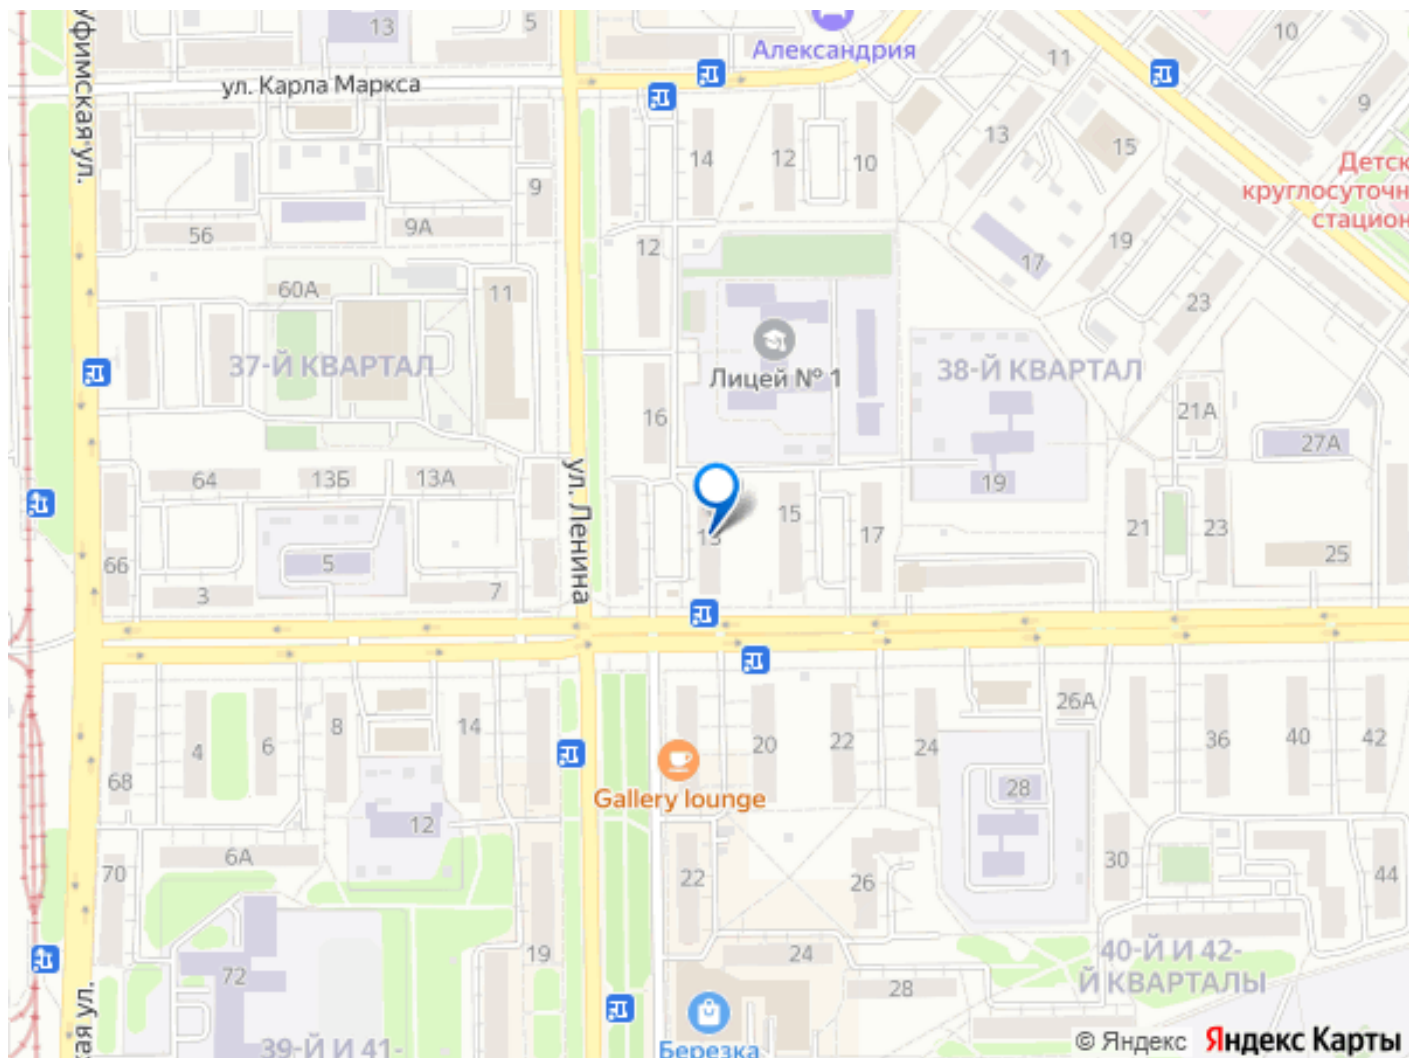 13
5
10
Александрия
11
ул. Карла Маркса
9
уфимская ул.
14
12
10
13
15
Детск
круглосуточн
стацион
9
56
9А
12
19
17
60А
11
23
37-Й КВАРТАЛ
Лицей № 1
38-Й КВАРТАЛ
16
21А
27А
64
13Б
13А
ул. Ленина
19
15
13
17
21
23
25
66
5
3
7
26А
4
6
8
14
20
22
24
36
40
42
68
28
Gallery lounge
12
6А
70
22
26
30
44
19
24
40-Й И 42-
Й КВАРТАЛЫ
72
28
кая ул.
39-Й И 41-
Березка
© Яндекс Яндекс Карты